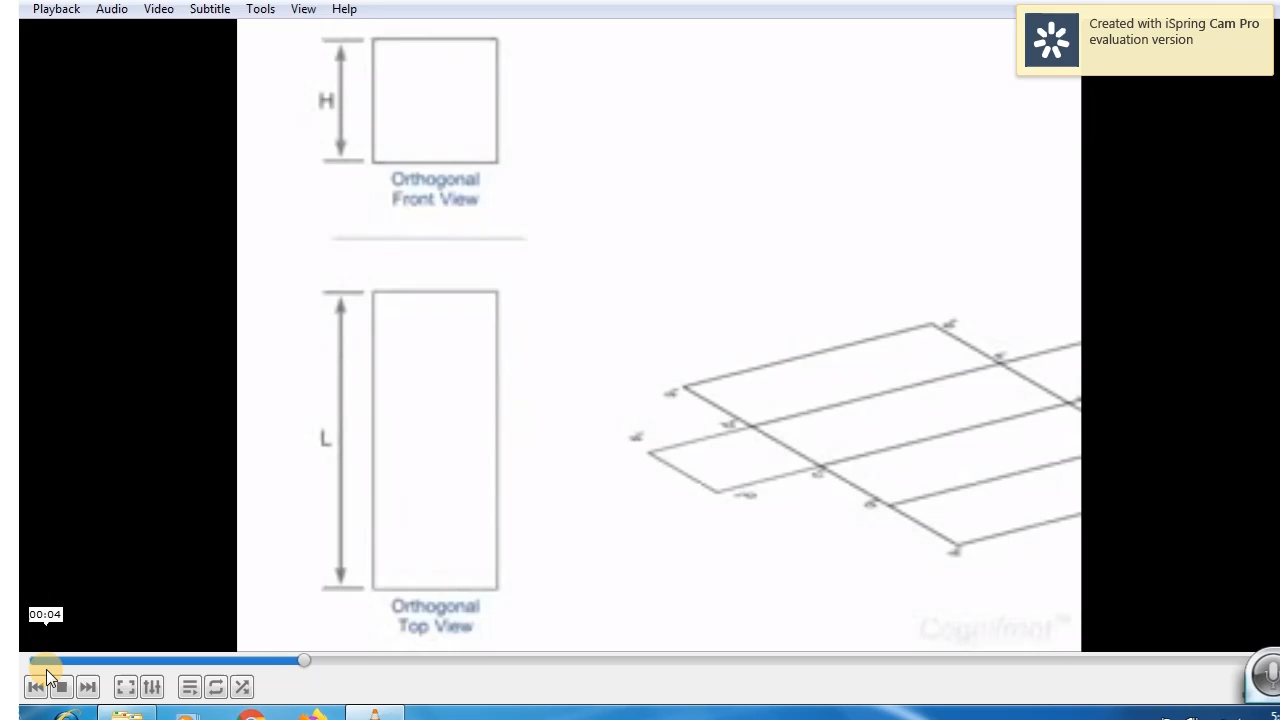 Playback Audio Video Subtitle Tools View Help
Created with iSpring Cam Pro
evaluation version
H
Orthogonal
Front View
L
Orthogonal
Top View
Cognifront™
00:04